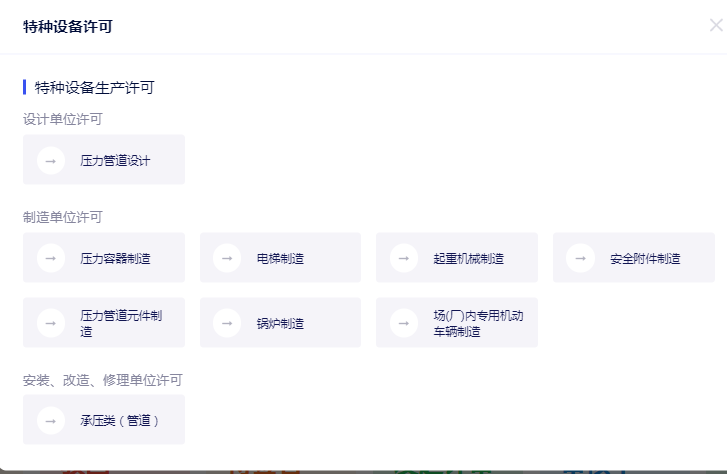 特种设备许可
特种设备生产许可
设计单位许可
压力管道设计
制造单位许可
压力容器制造
电梯制造
起重机械制造
安全附件制造
压力管道元件制
造
锅炉制造
场(厂)内专用机动
车辆制造
安装、改造、修理单位许可
承压类（管道）